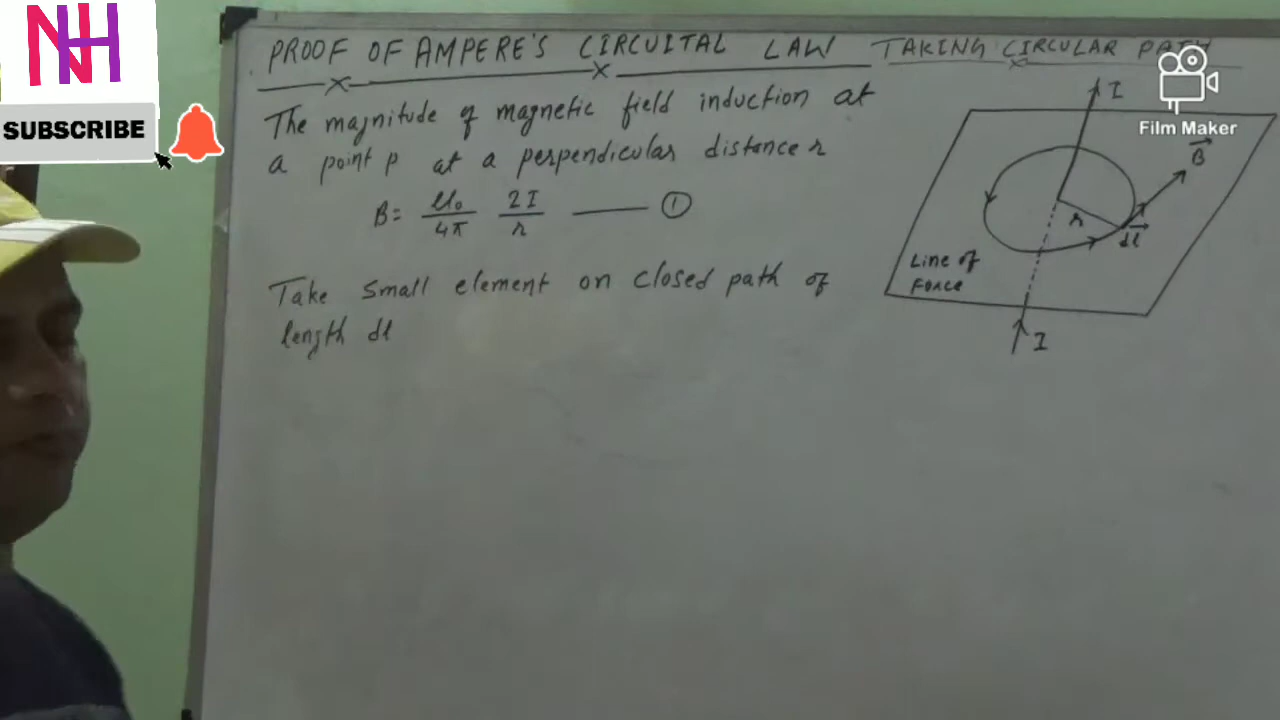 NH
SUBSCRIBE
PROOF OF AMPERE'S CIRCUITAL LAW TAKING CIRCULAR PATH
Film Maker
The magnitude of magnetic field induction at
a point P at a perpendicular distance r
B = μ₀/4π 2I/r ——— ①
Take small element on closed path of
length dl
I
B⃗
r
dl⃗
Line of
Force
I